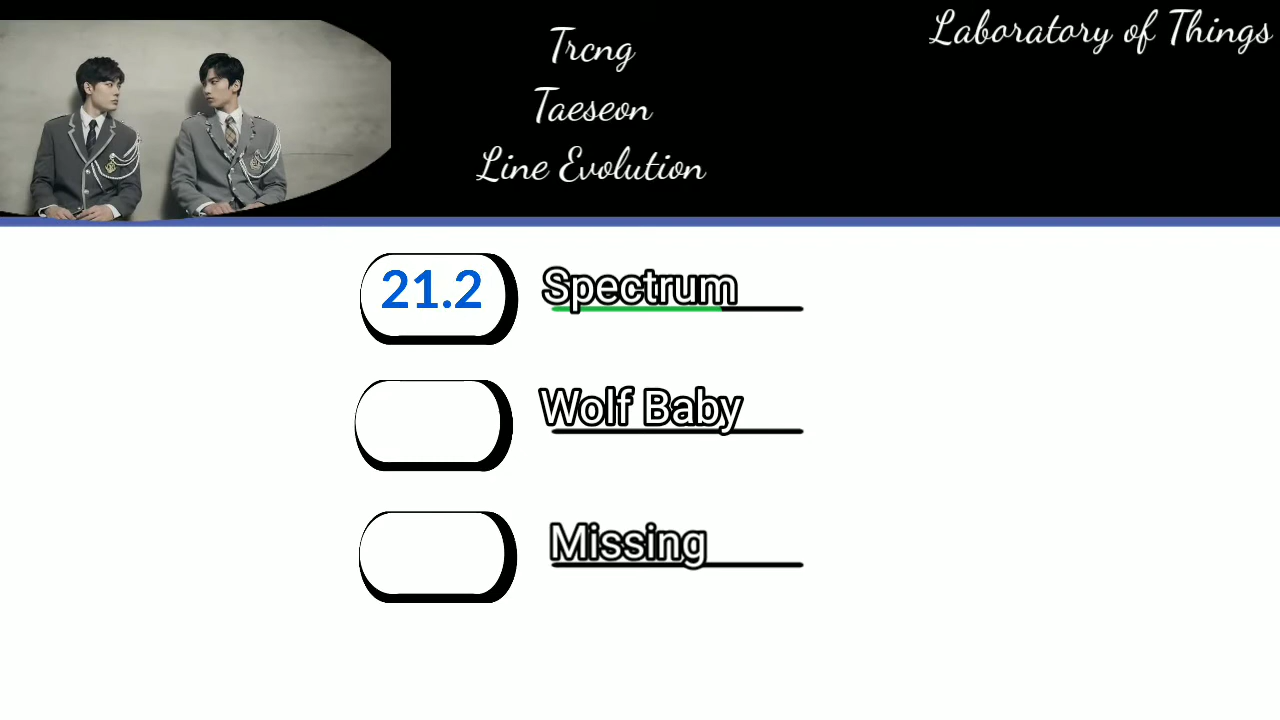 Trcng
Taeseon
Line Evolution
Laboratory of Things
21.2
Spectrum
Wolf Baby
Missing